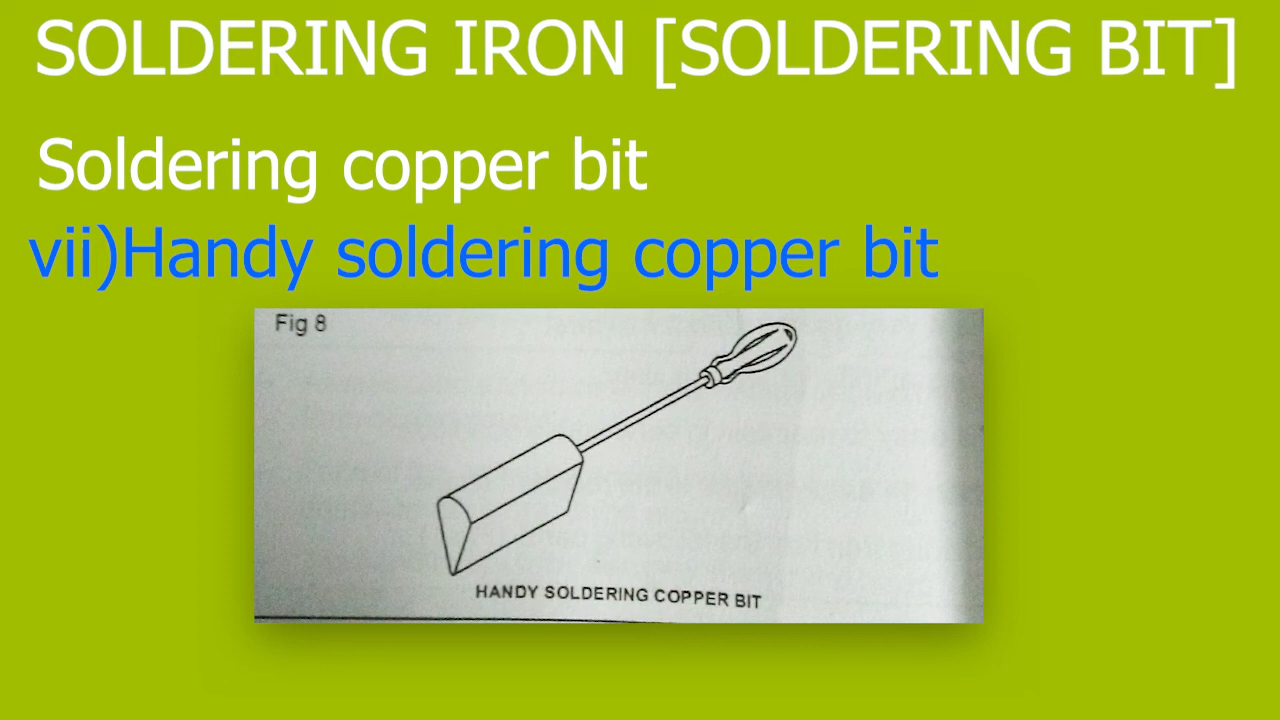 SOLDERING IRON [SOLDERING BIT]
Soldering copper bit
vii)Handy soldering copper bit
Fig 8
HANDY SOLDERING COPPER BIT